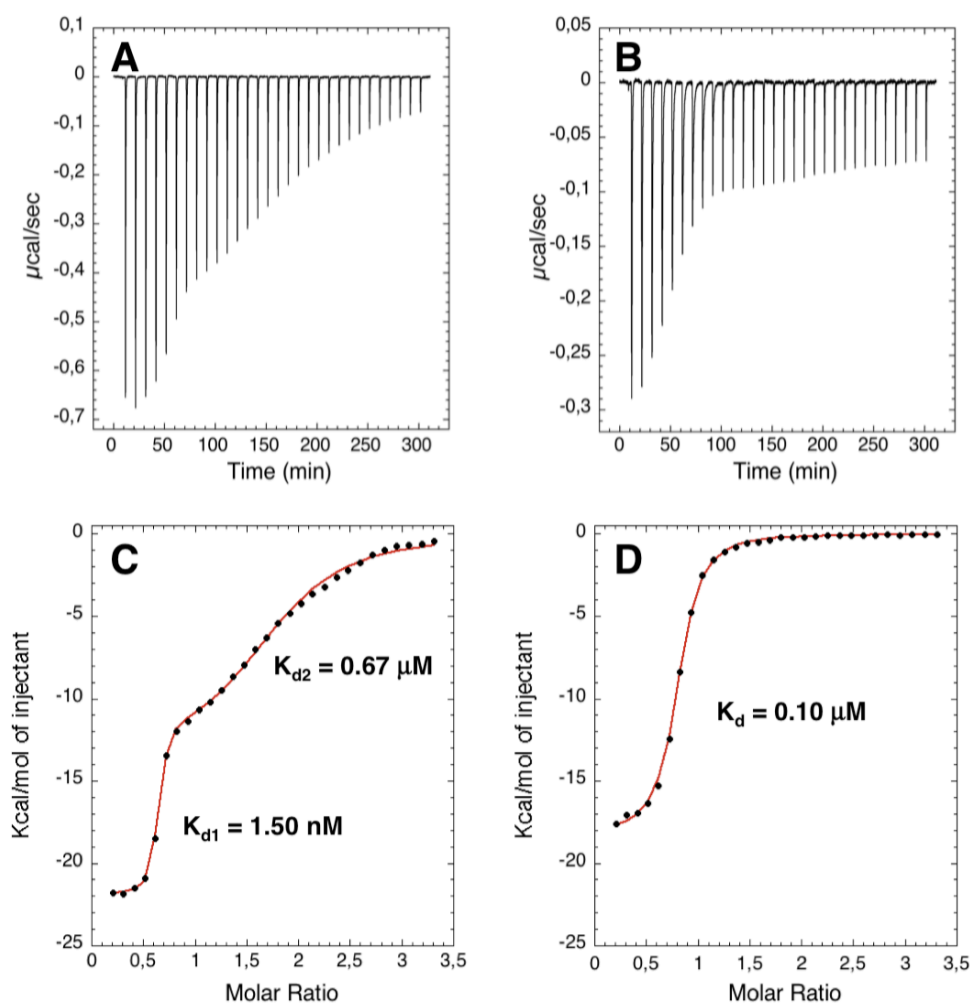 A
0,1
0
-0,1
-0,2
-0,3
-0,4
-0,5
-0,6
-0,7
µcal/sec
0 50 100 150 200 250 300
Time (min)
B
0,05
0
-0,05
-0,1
-0,15
-0,2
-0,25
-0,3
µcal/sec
0 50 100 150 200 250 300
Time (min)
C
0
-5
-10
-15
-20
-25
Kcal/mol of injectant
Kd2 = 0.67 µM
Kd1 = 1.50 nM
0 0,5 1 1,5 2 2,5 3 3,5
Molar Ratio
D
0
-5
-10
-15
-20
-25
Kcal/mol of injectant
Kd = 0.10 µM
0 0,5 1 1,5 2 2,5 3 3,5
Molar Ratio